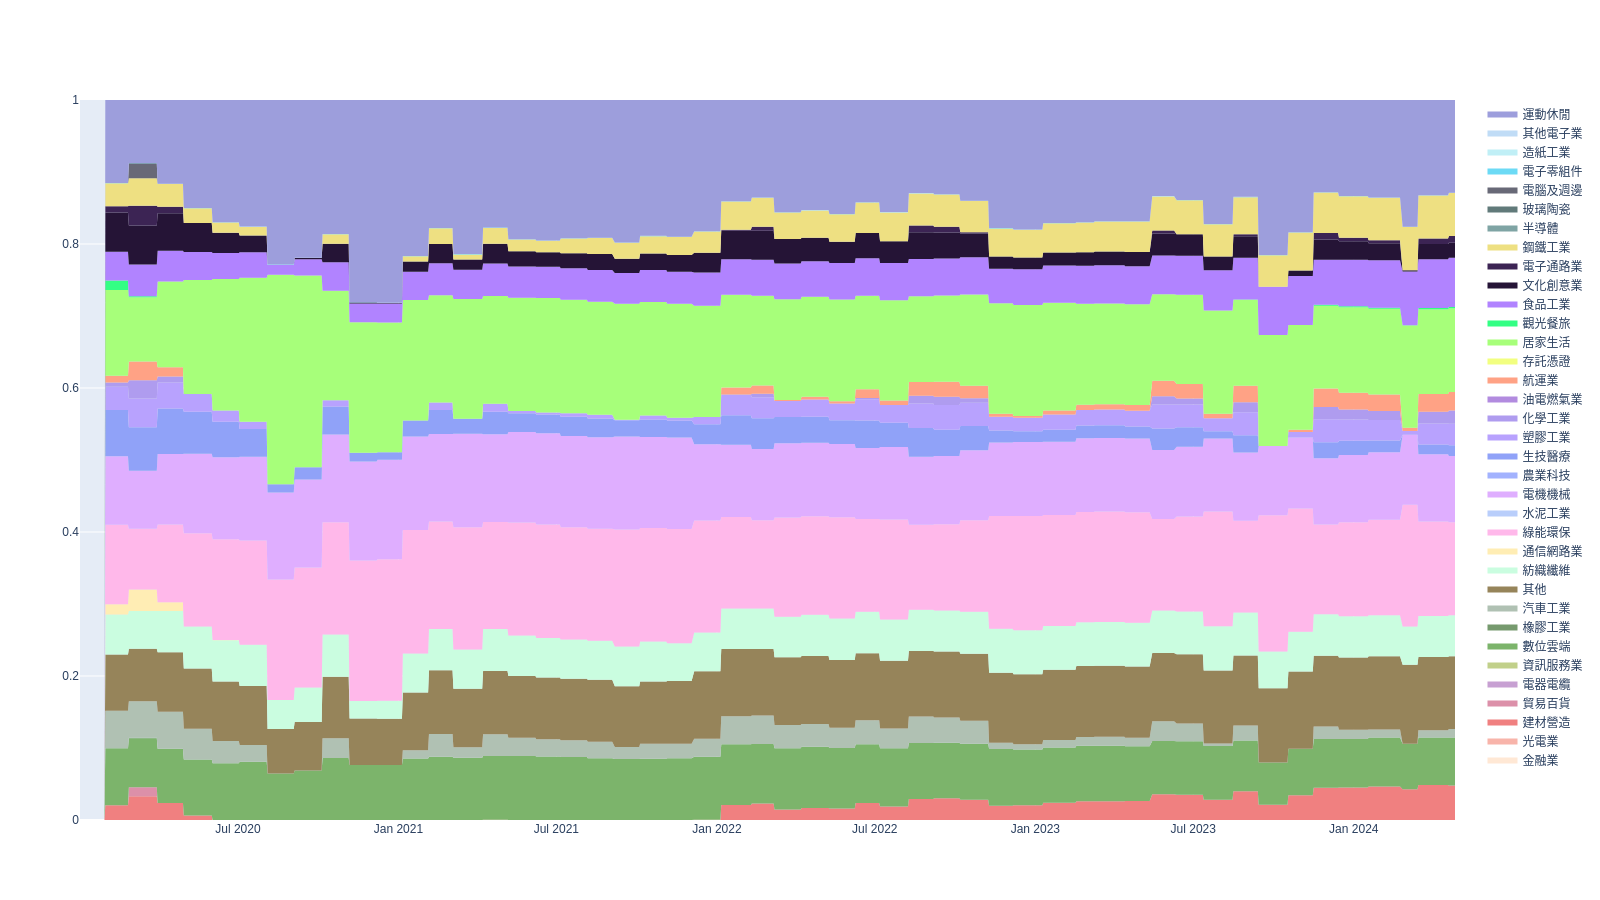 1
0.8
0.6
0.4
0.2
0
Jul 2020
Jan 2021
Jul 2021
Jan 2022
Jul 2022
Jan 2023
Jul 2023
Jan 2024
運動休閒
其他電子業
造紙工業
電子零組件
電腦及週邊
玻璃陶瓷
半導體
鋼鐵工業
電子通路業
文化創意業
食品工業
觀光餐旅
居家生活
存託憑證
航運業
油電燃氣業
化學工業
塑膠工業
生技醫療
農業科技
電機機械
水泥工業
綠能環保
通信網路業
紡織纖維
其他
汽車工業
橡膠工業
數位雲端
資訊服務業
電器電纜
貿易百貨
建材營造
光電業
金融業